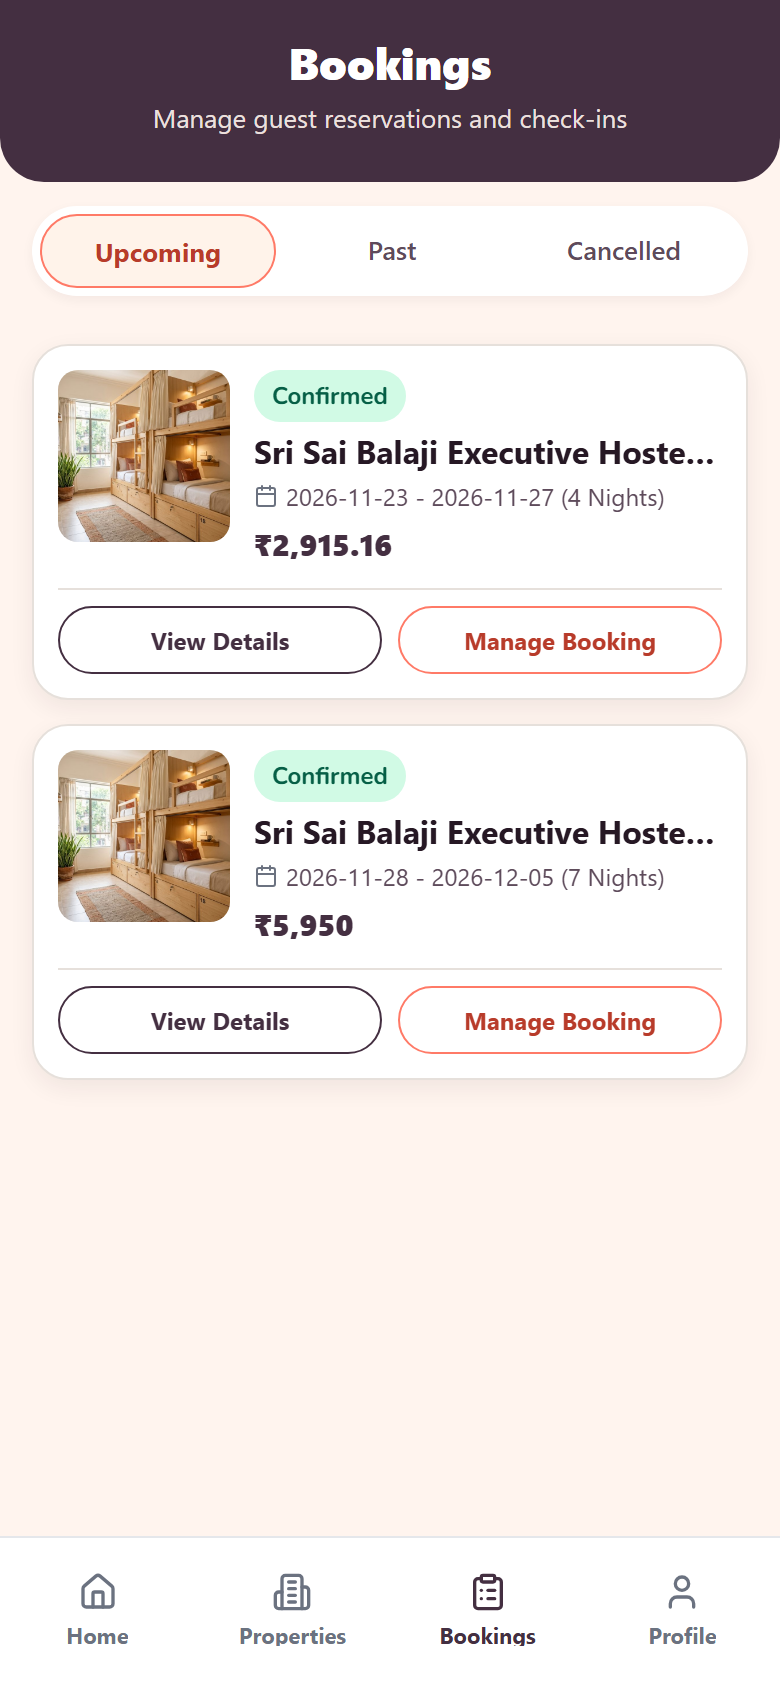 Bookings
Manage guest reservations and check-ins
Upcoming
Past
Cancelled
Confirmed
Sri Sai Balaji Executive Hoste...
2026-11-23 - 2026-11-27 (4 Nights)
₹2,915.16
View Details
Manage Booking
Confirmed
Sri Sai Balaji Executive Hoste...
2026-11-28 - 2026-12-05 (7 Nights)
₹5,950
View Details
Manage Booking
Home
Properties
Bookings
Profile